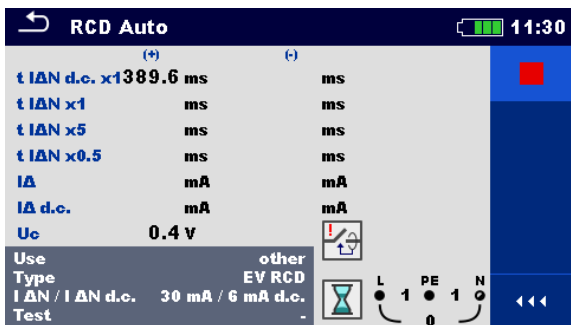 RCD Auto 11:30
(+) (-)
t IΔN d.c. x1 389.6 ms ms
t IΔN x1 ms ms
t IΔN x5 ms ms
t IΔN x0.5 ms ms
IΔ mA mA
IΔ d.c. mA mA
Uc 0.4 V
Use other
Type EV RCD
I ΔN / I ΔN d.c. 30 mA / 6 mA d.c.
Test -
L PE N
1 1
0